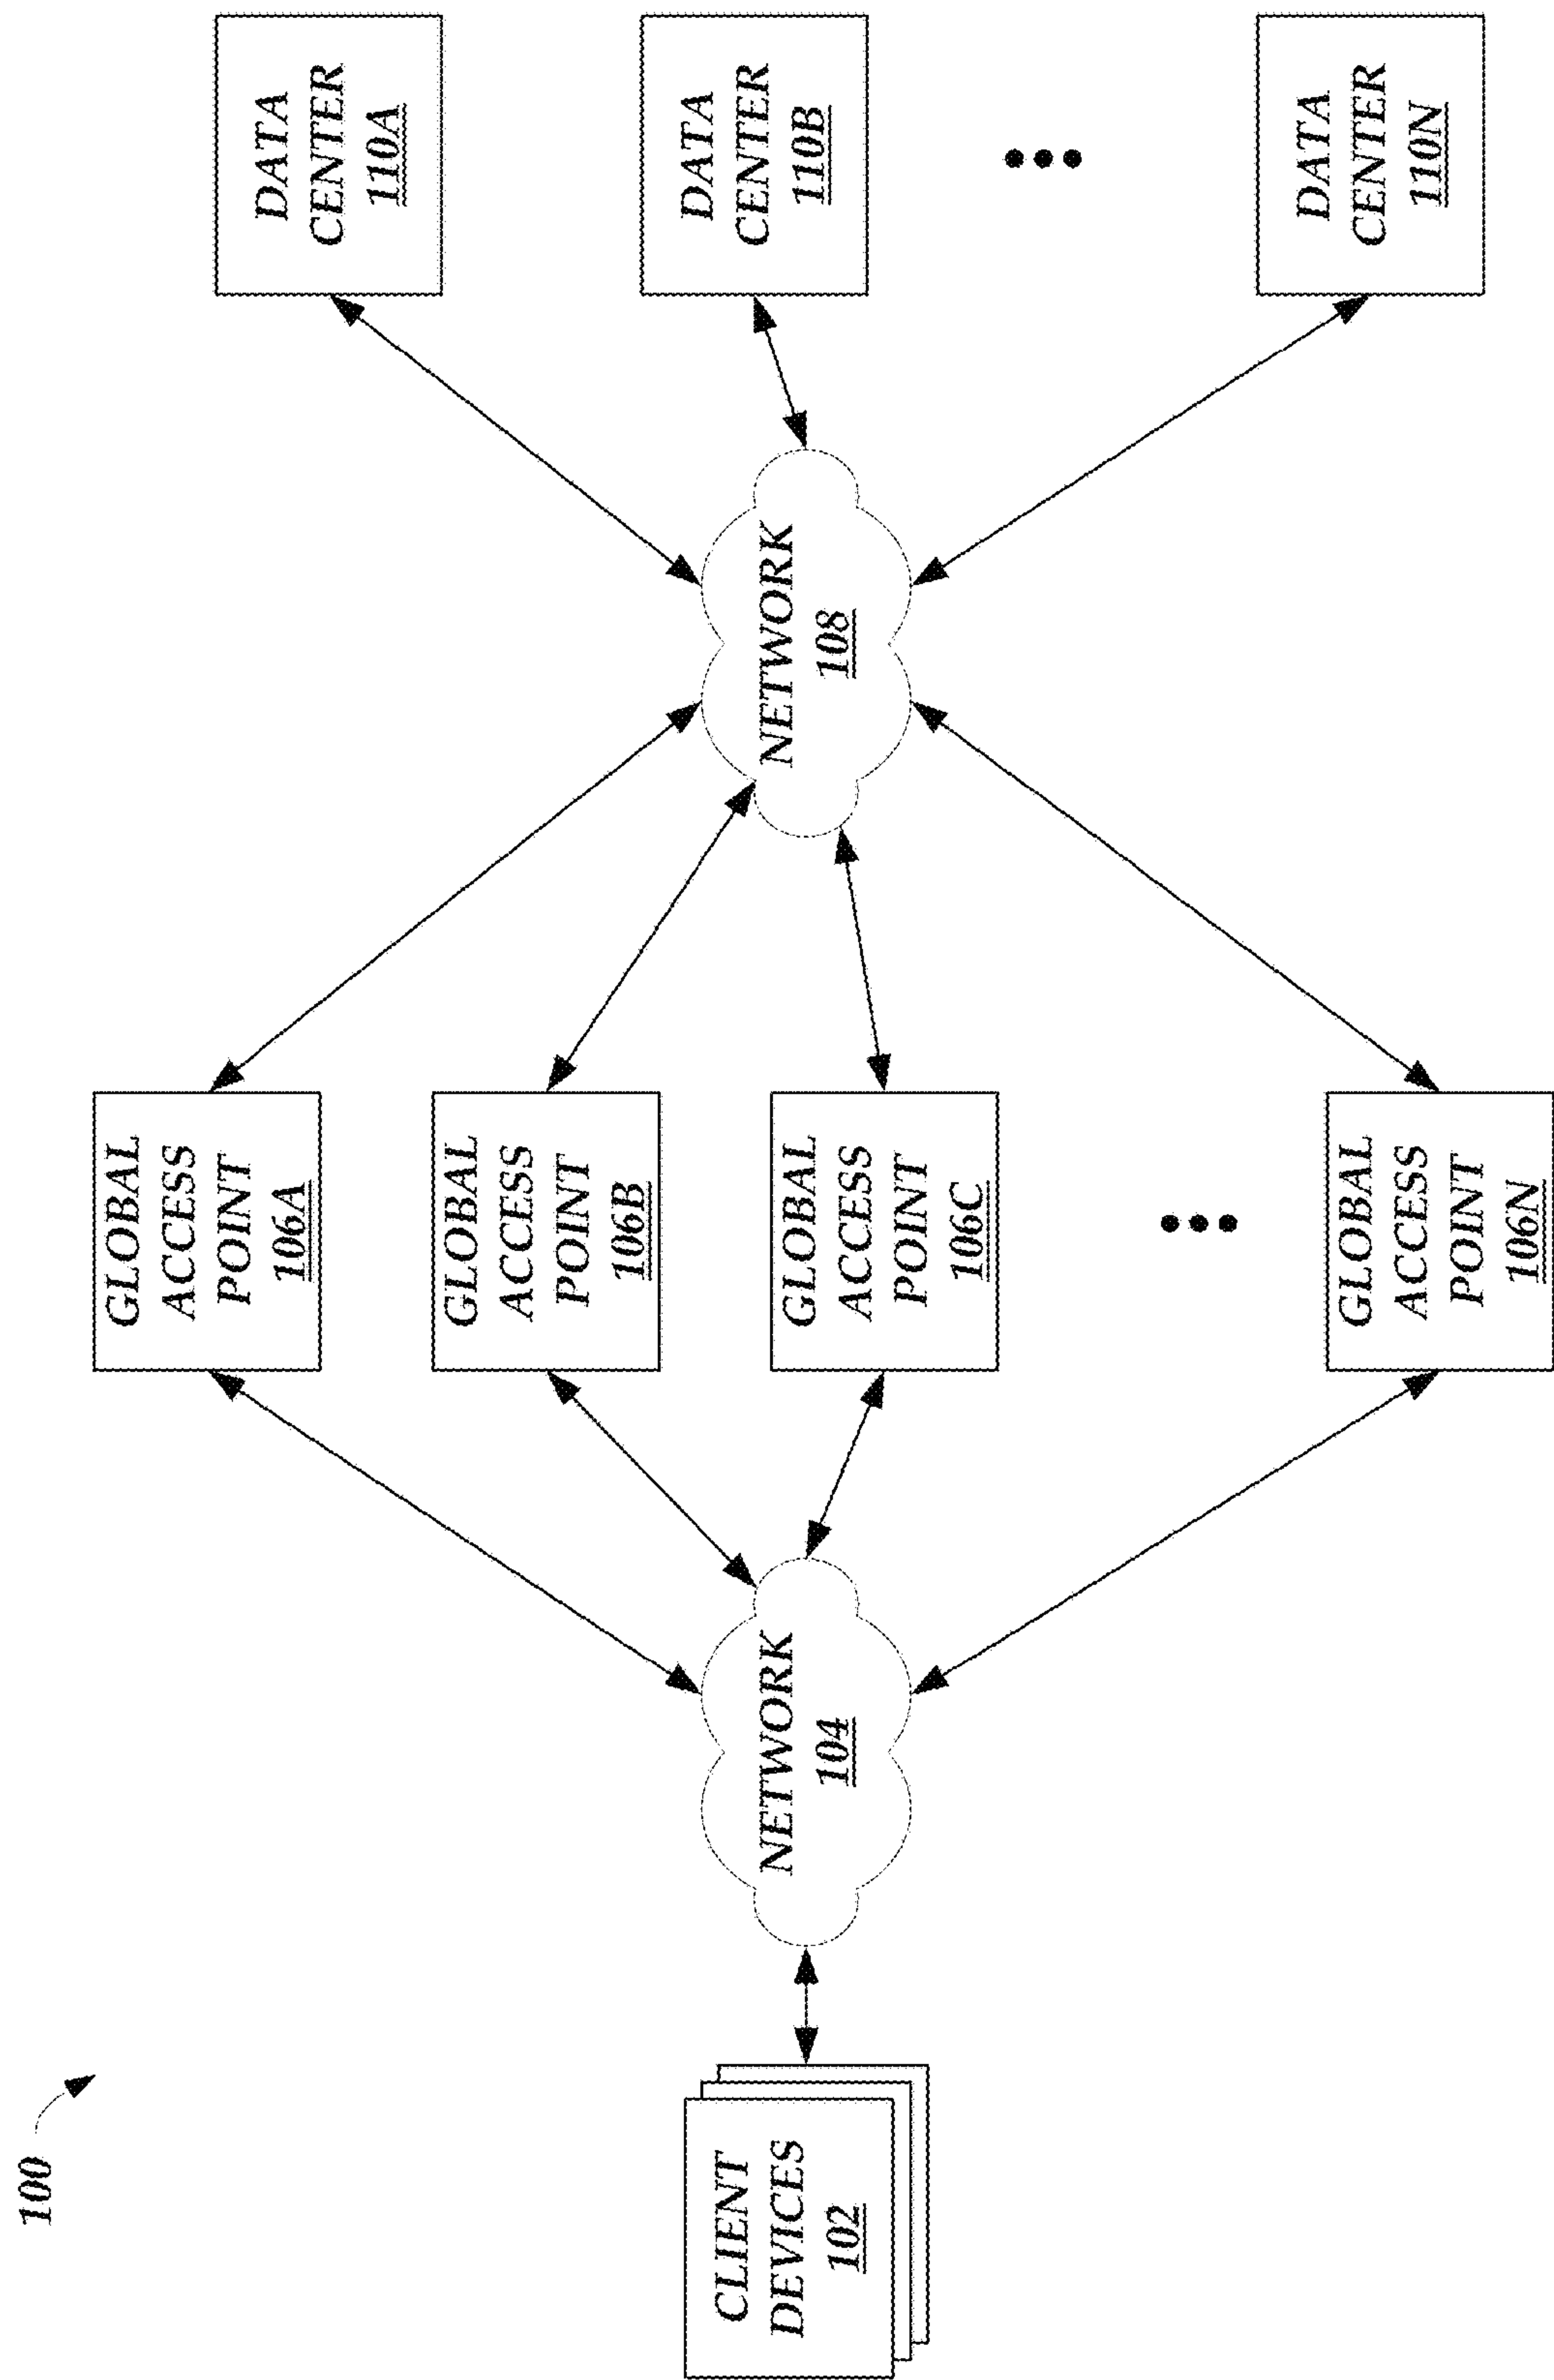 100
CLIENT
DEVICES
102
NETWORK
104
GLOBAL
ACCESS
POINT
106A
GLOBAL
ACCESS
POINT
106B
GLOBAL
ACCESS
POINT
106C
GLOBAL
ACCESS
POINT
106N
NETWORK
108
DATA
CENTER
110A
DATA
CENTER
110B
DATA
CENTER
110N